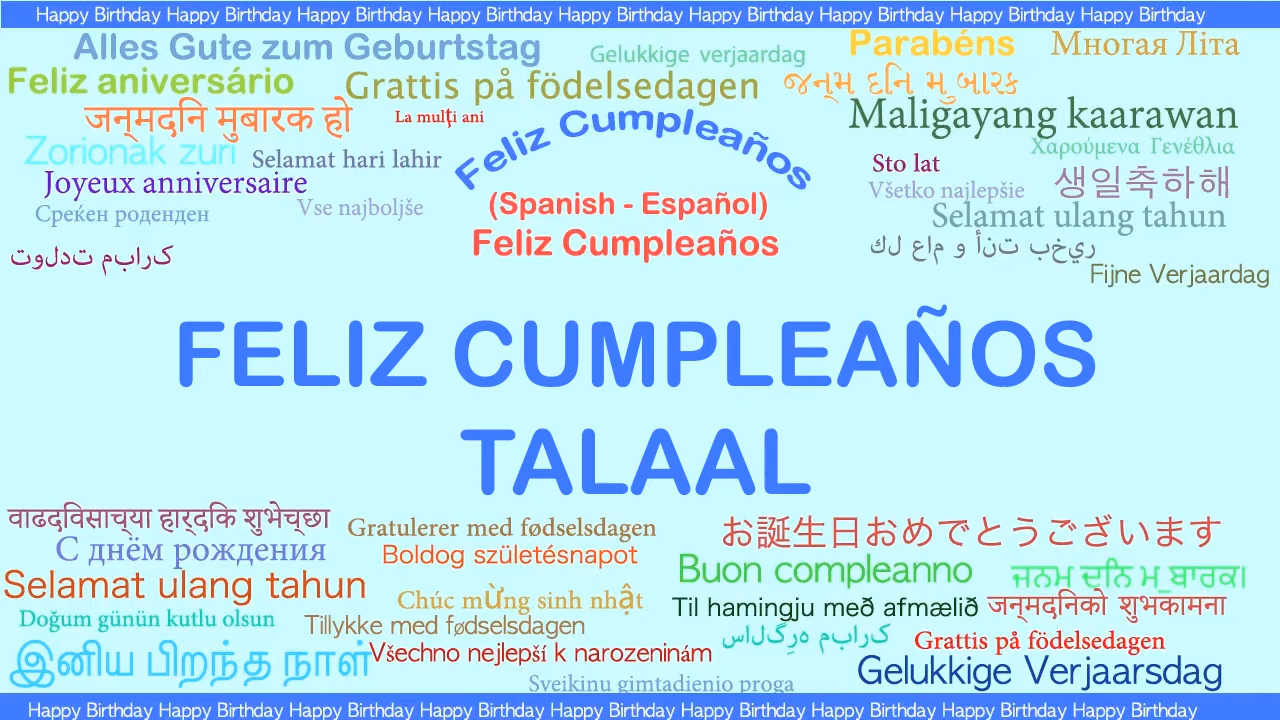 Happy Birthday Happy Birthday Happy Birthday Happy Birthday Happy Birthday Happy Birthday Happy Birthday Happy Birthday Happy Birthday
Alles Gute zum Geburtstag
Gelukkige verjaardag
Parabéns
Многая Літа
Feliz aniversário
Grattis på födelsedagen
જન્મ દિન મુબારક
जन्मदिन मुबारक हो
La mulţi ani
Feliz Cumpleaños
Maligayang kaarawan
Zorionak zuri
Selamat hari lahir
Sto lat
Χαρούμενα Γενέθλια
Joyeux anniversaire
(Spanish - Español)
Všetko najlepšie
생일축하해
Среќен роденден
Vse najboljše
Feliz Cumpleaños
Selamat ulang tahun
تولدت مبارک
كل عام و أنت بخير
Fijne Verjaardag
FELIZ CUMPLEAÑOS
TALAAL
वाढदिवसाच्या हार्दिक शुभेच्छा
Gratulerer med fødselsdagen
お誕生日おめでとうございます
С днём рождения
Boldog születésnapot
Buon compleanno
ਜਨਮ ਦਿਨ ਮੁਬਾਰਕ।
Selamat ulang tahun
Chúc mừng sinh nhật
Til hamingju með afmælið
जन्मदिनको शुभकामना
Doğum günün kutlu olsun
Tillykke med fødselsdagen
سالگرہ مبارک
Grattis på födelsedagen
இனிய பிறந்த நாள்
Všechno nejlepší k narozeninám
Gelukkige Verjaarsdag
Sveikinu gimtadienio proga
Happy Birthday Happy Birthday Happy Birthday Happy Birthday Happy Birthday Happy Birthday Happy Birthday Happy Birthday Happy Birthday